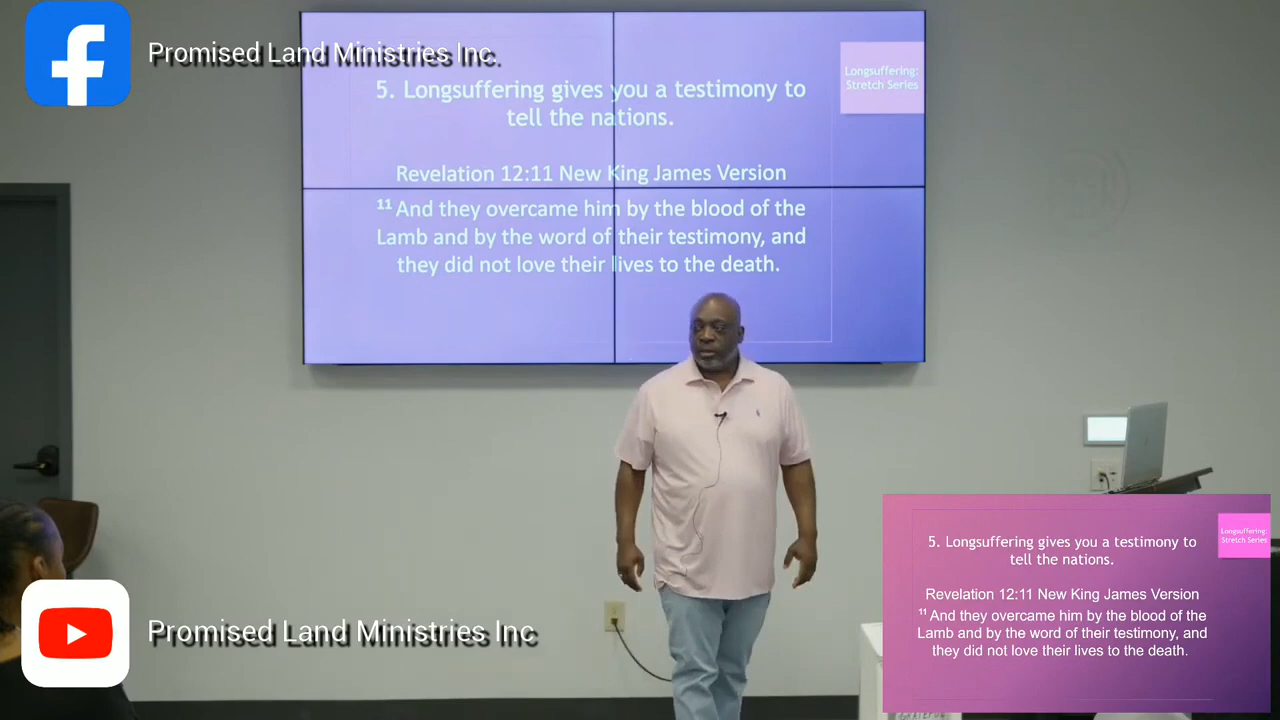 Promised Land Ministries Inc.
5. Longsuffering gives you a testimony to
tell the nations.
Longsuffering:
Stretch Series
Revelation 12:11 New King James Version
¹¹ And they overcame him by the blood of the
Lamb and by the word of their testimony, and
they did not love their lives to the death.
5. Longsuffering gives you a testimony to
tell the nations.
Longsuffering:
Stretch Series
Revelation 12:11 New King James Version
¹¹ And they overcame him by the blood of the
Lamb and by the word of their testimony, and
they did not love their lives to the death.
Promised Land Ministries Inc